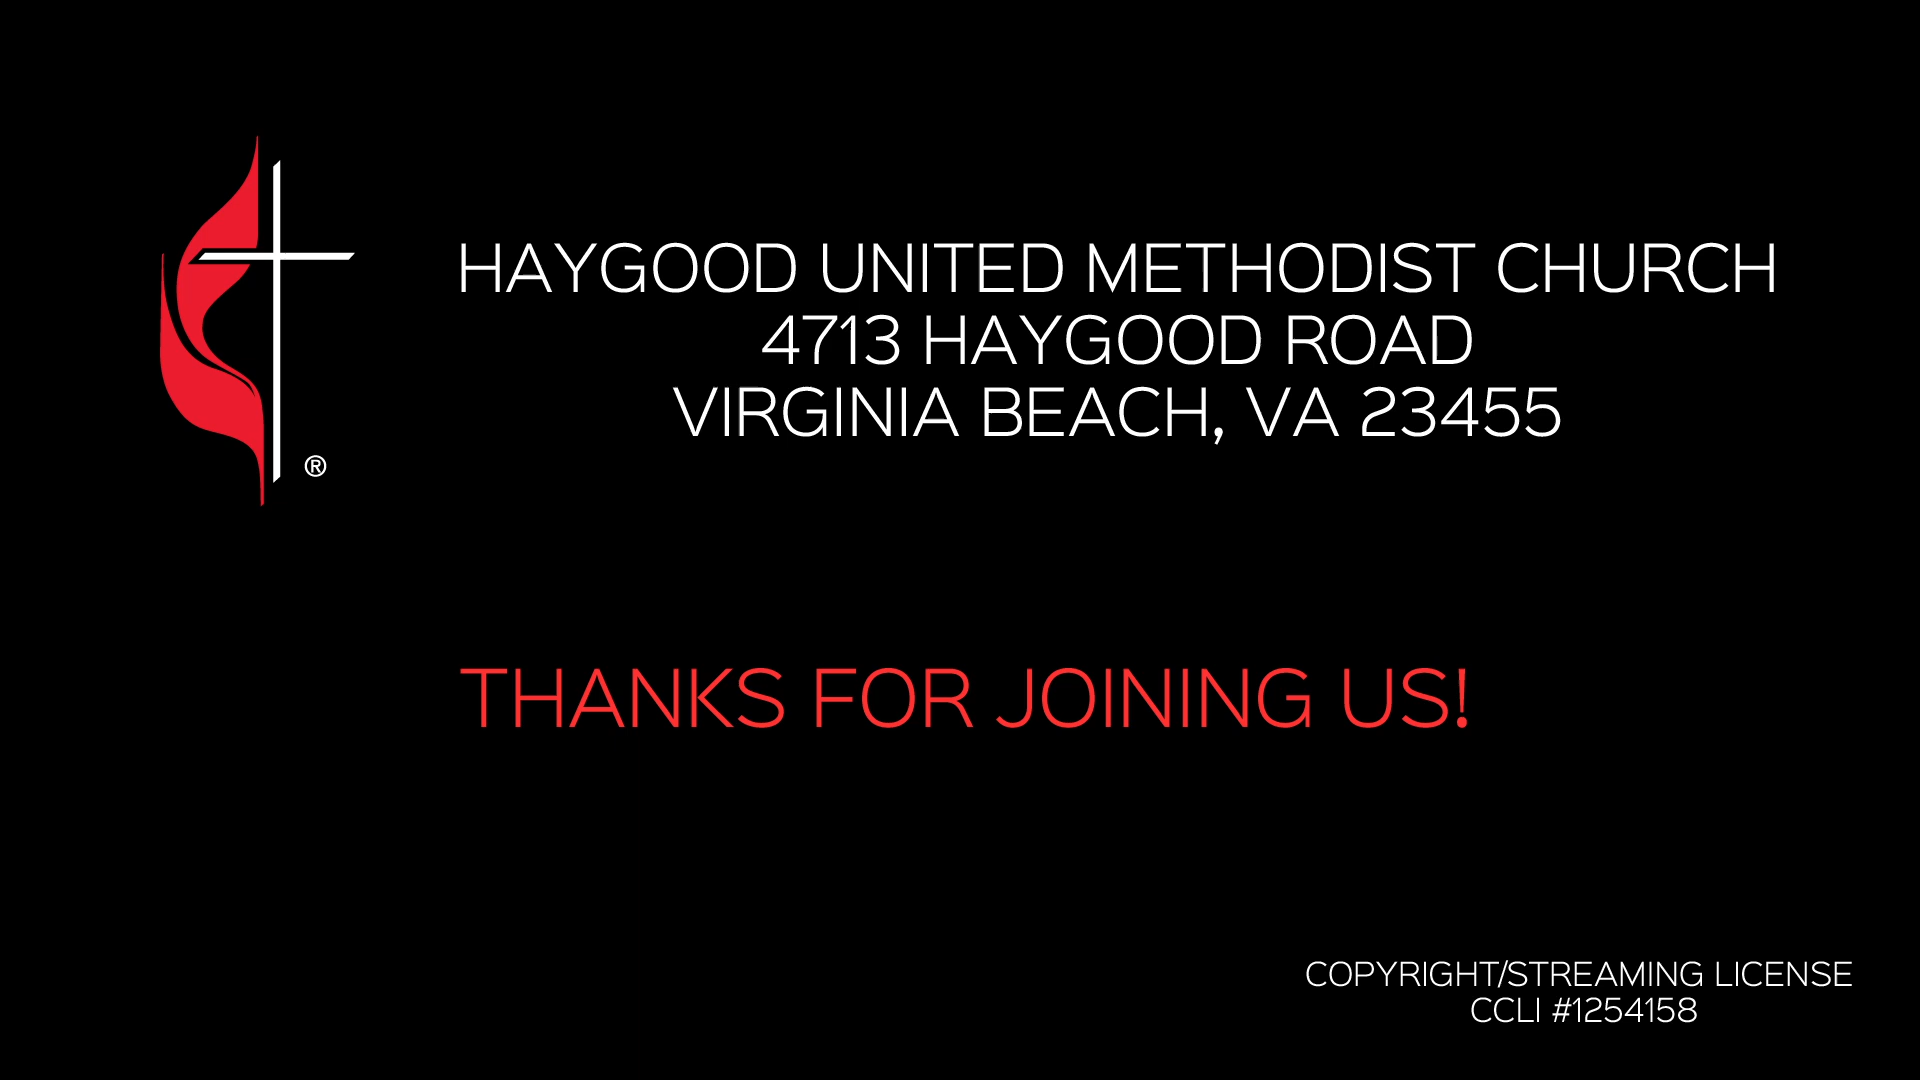 HAYGOOD UNITED METHODIST CHURCH
4713 HAYGOOD ROAD
VIRGINIA BEACH, VA 23455
®
THANKS FOR JOINING US!
COPYRIGHT/STREAMING LICENSE
CCLI #1254158